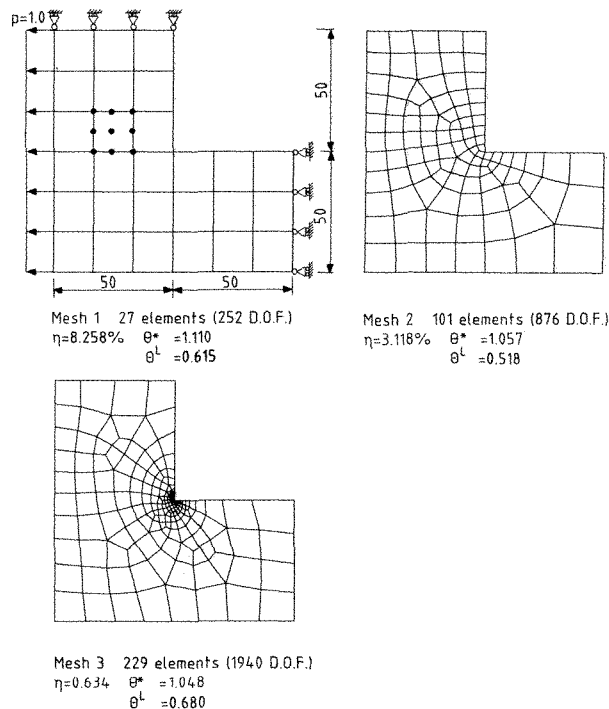 p=1.0
50
50
50
50
Mesh 1 27 elements (252 D.O.F.)
η=8.258% θ* =1.110
θᴸ =0.615
Mesh 2 101 elements (876 D.O.F.)
η=3.118% θ* =1.057
θᴸ =0.518
Mesh 3 229 elements (1940 D.O.F.)
η=0.634 θ* =1.048
θᴸ =0.680